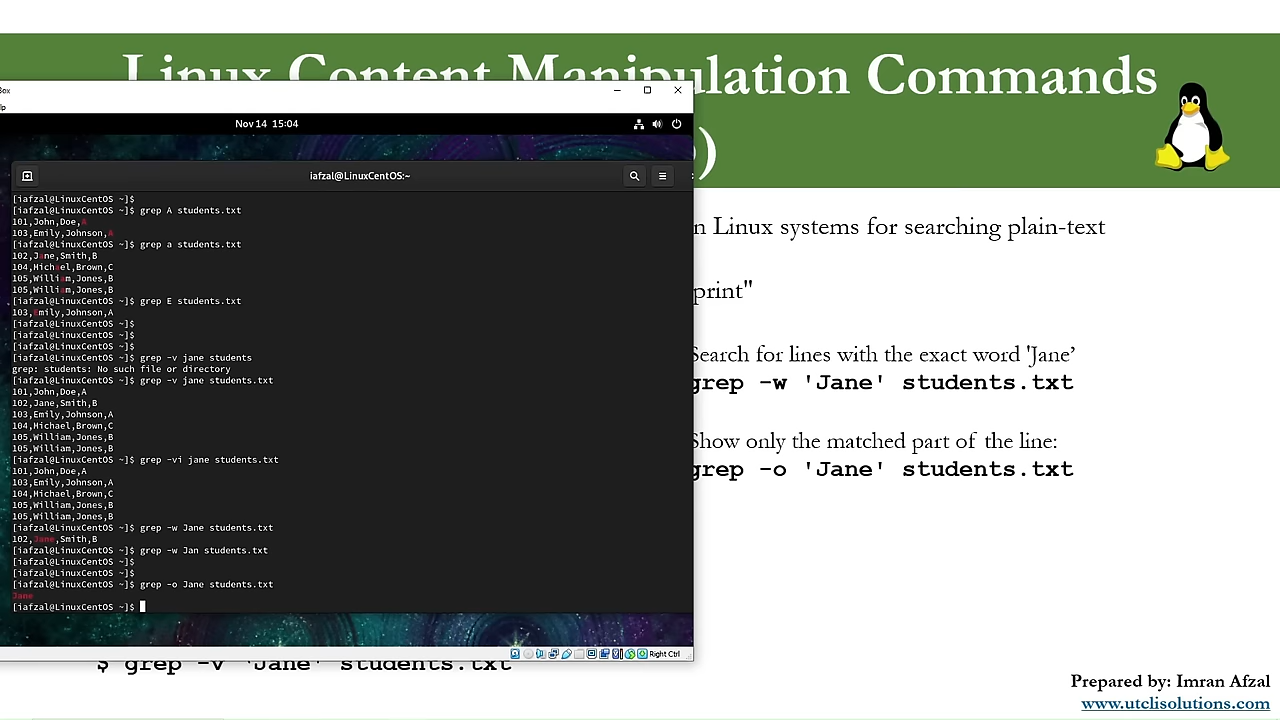 Linux Content Manipulation Commands
)
ox
lp
Nov 14 15:04
iafzal@LinuxCentOS:~
[iafzal@LinuxCentOS ~]$
[iafzal@LinuxCentOS ~]$ grep A students.txt
101,John,Doe,A
103,Emily,Johnson,A
[iafzal@LinuxCentOS ~]$ grep a students.txt
102,Jane,Smith,B
104,Michael,Brown,C
105,William,Jones,B
105,William,Jones,B
[iafzal@LinuxCentOS ~]$ grep E students.txt
103,Emily,Johnson,A
[iafzal@LinuxCentOS ~]$
[iafzal@LinuxCentOS ~]$
[iafzal@LinuxCentOS ~]$
[iafzal@LinuxCentOS ~]$ grep -v jane students
grep: students: No such file or directory
[iafzal@LinuxCentOS ~]$ grep -v jane students.txt
101,John,Doe,A
102,Jane,Smith,B
103,Emily,Johnson,A
104,Michael,Brown,C
105,William,Jones,B
105,William,Jones,B
[iafzal@LinuxCentOS ~]$ grep -vi jane students.txt
101,John,Doe,A
103,Emily,Johnson,A
104,Michael,Brown,C
105,William,Jones,B
105,William,Jones,B
[iafzal@LinuxCentOS ~]$ grep -w Jane students.txt
102,Jane,Smith,B
[iafzal@LinuxCentOS ~]$ grep -w Jan students.txt
[iafzal@LinuxCentOS ~]$
[iafzal@LinuxCentOS ~]$
[iafzal@LinuxCentOS ~]$ grep -o Jane students.txt
Jane
[iafzal@LinuxCentOS ~]$
Right Ctrl
n Linux systems for searching plain-text
print"
Search for lines with the exact word 'Jane’
grep -w 'Jane' students.txt
Show only the matched part of the line:
grep -o 'Jane' students.txt
$ grep -v 'Jane' students.txt
Prepared by: Imran Afzal
www.utclisolutions.com